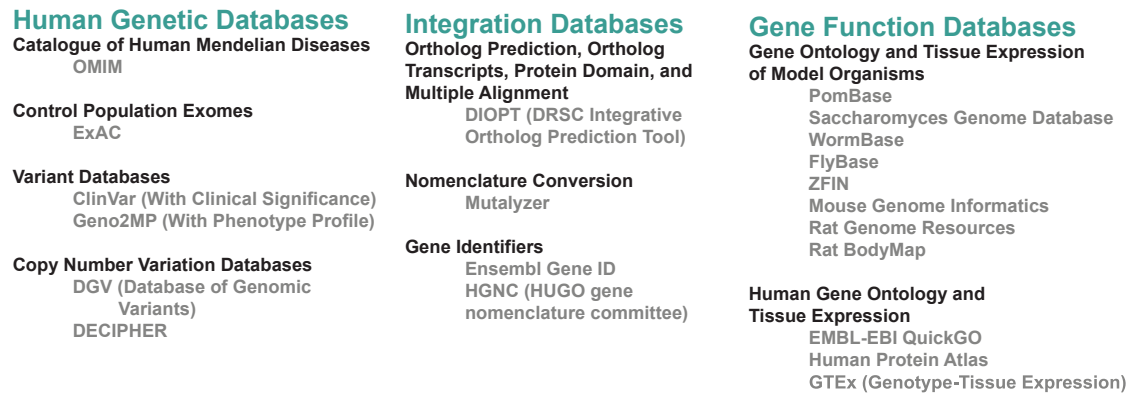 Human Genetic Databases
Catalogue of Human Mendelian Diseases
OMIM
Control Population Exomes
ExAC
Variant Databases
ClinVar (With Clinical Significance)
Geno2MP (With Phenotype Profile)
Copy Number Variation Databases
DGV (Database of Genomic
Variants)
DECIPHER
Integration Databases
Ortholog Prediction, Ortholog
Transcripts, Protein Domain, and
Multiple Alignment
DIOPT (DRSC Integrative
Ortholog Prediction Tool)
Nomenclature Conversion
Mutalyzer
Gene Identifiers
Ensembl Gene ID
HGNC (HUGO gene
nomenclature committee)
Gene Function Databases
Gene Ontology and Tissue Expression
of Model Organisms
PomBase
Saccharomyces Genome Database
WormBase
FlyBase
ZFIN
Mouse Genome Informatics
Rat Genome Resources
Rat BodyMap
Human Gene Ontology and
Tissue Expression
EMBL-EBI QuickGO
Human Protein Atlas
GTEx (Genotype-Tissue Expression)